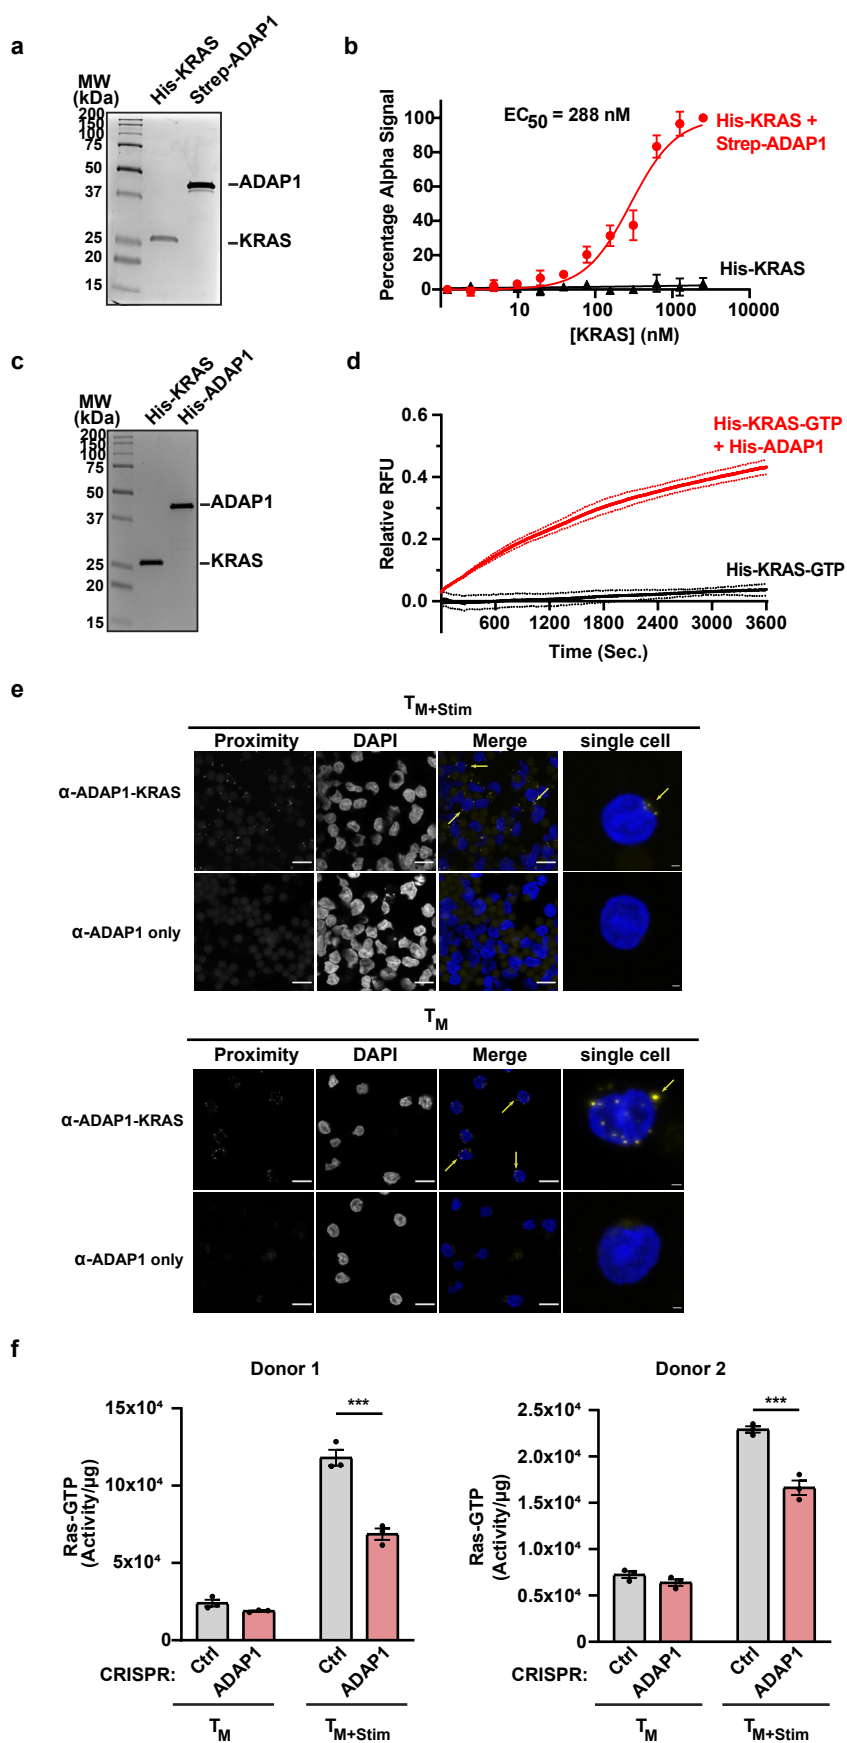 a
MW
(kDa)
His-KRAS
Strep-ADAP1
200
150
100
75
50
37
25
20
15
–ADAP1
–KRAS
b
Percentage Alpha Signal
100
80
60
40
20
0
EC50 = 288 nM
His-KRAS +
Strep-ADAP1
His-KRAS
10
100
1000
10000
[KRAS] (nM)
c
MW
(kDa)
His-KRAS
His-ADAP1
200
150
100
75
50
37
25
20
15
–ADAP1
–KRAS
d
Relative RFU
0.6
0.4
0.2
0.0
His-KRAS-GTP
+ His-ADAP1
His-KRAS-GTP
600
1200
1800
2400
3000
3600
Time (Sec.)
e
TM+Stim
Proximity DAPI Merge single cell
α-ADAP1-KRAS
α-ADAP1 only
TM
Proximity DAPI Merge single cell
α-ADAP1-KRAS
α-ADAP1 only
f
Donor 1
Ras-GTP
(Activity/µg)
15x10⁴
10x10⁴
5x10⁴
0
***
CRISPR:
Ctrl
ADAP1
Ctrl
ADAP1
TM
TM+Stim
Donor 2
Ras-GTP
(Activity/µg)
2.5x10⁴
2.0x10⁴
1.5x10⁴
1.0x10⁴
0.5x10⁴
0
***
CRISPR:
Ctrl
ADAP1
Ctrl
ADAP1
TM
TM+Stim